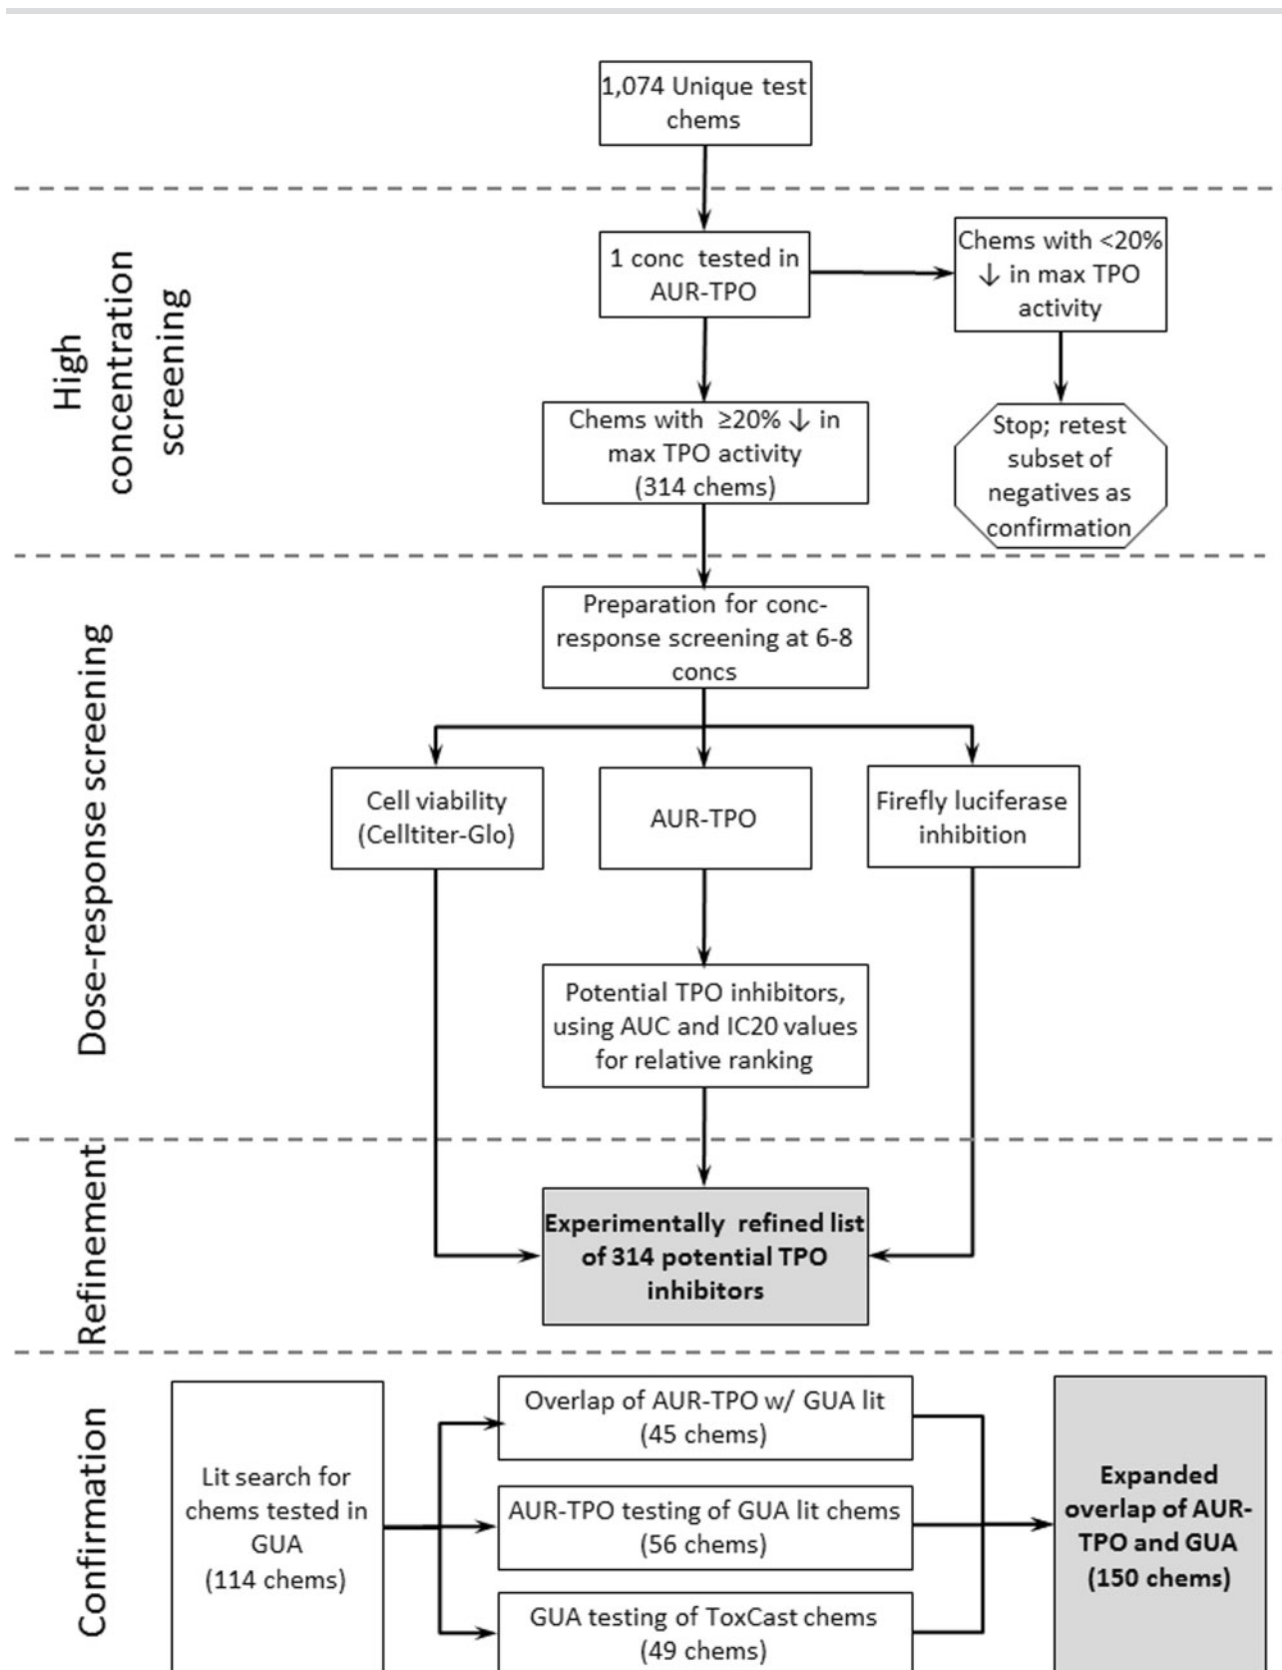 1,074 Unique test
chems
High
concentration
screening
1 conc  tested in
AUR-TPO
Chems with <20%
↓ in max TPO
activity
Chems with  ≥20% ↓ in
max TPO activity
(314 chems)
Stop; retest
subset of
negatives as
confirmation
Dose-response screening
Preparation for conc-
response screening at 6-8
concs
Cell viability
(Celltiter-Glo)
AUR-TPO
Firefly luciferase
inhibition
Potential TPO inhibitors,
using AUC and IC20 values
for relative ranking
Refinement
Experimentally  refined list
of 314 potential TPO
inhibitors
Confirmation
Lit search for
chems tested in
GUA
(114 chems)
Overlap of AUR-TPO w/ GUA lit
(45 chems)
AUR-TPO testing of GUA lit chems
(56 chems)
GUA testing of ToxCast chems
(49 chems)
Expanded
overlap of AUR-
TPO and GUA
(150 chems)